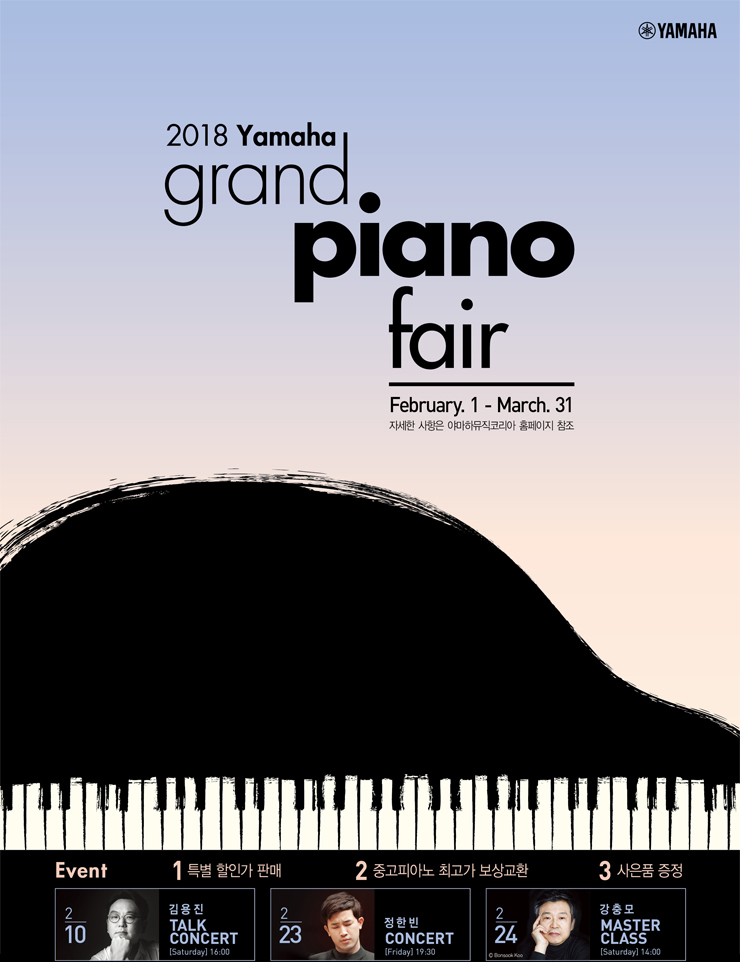 YAMAHA
2018 Yamaha
grand
piano
fair
February. 1 - March. 31
자세한 사항은 야마하뮤직코리아 홈페이지 참조
Event 1 특별 할인가 판매 2 중고피아노 최고가 보상교환 3 사은품 증정
2
10
김용진
TALK
CONCERT
[Saturday] 16:00
2
23
정한빈
CONCERT
[Friday] 19:30
2
24
강충모
MASTER
CLASS
[Saturday] 14:00
© Bonsook Koo